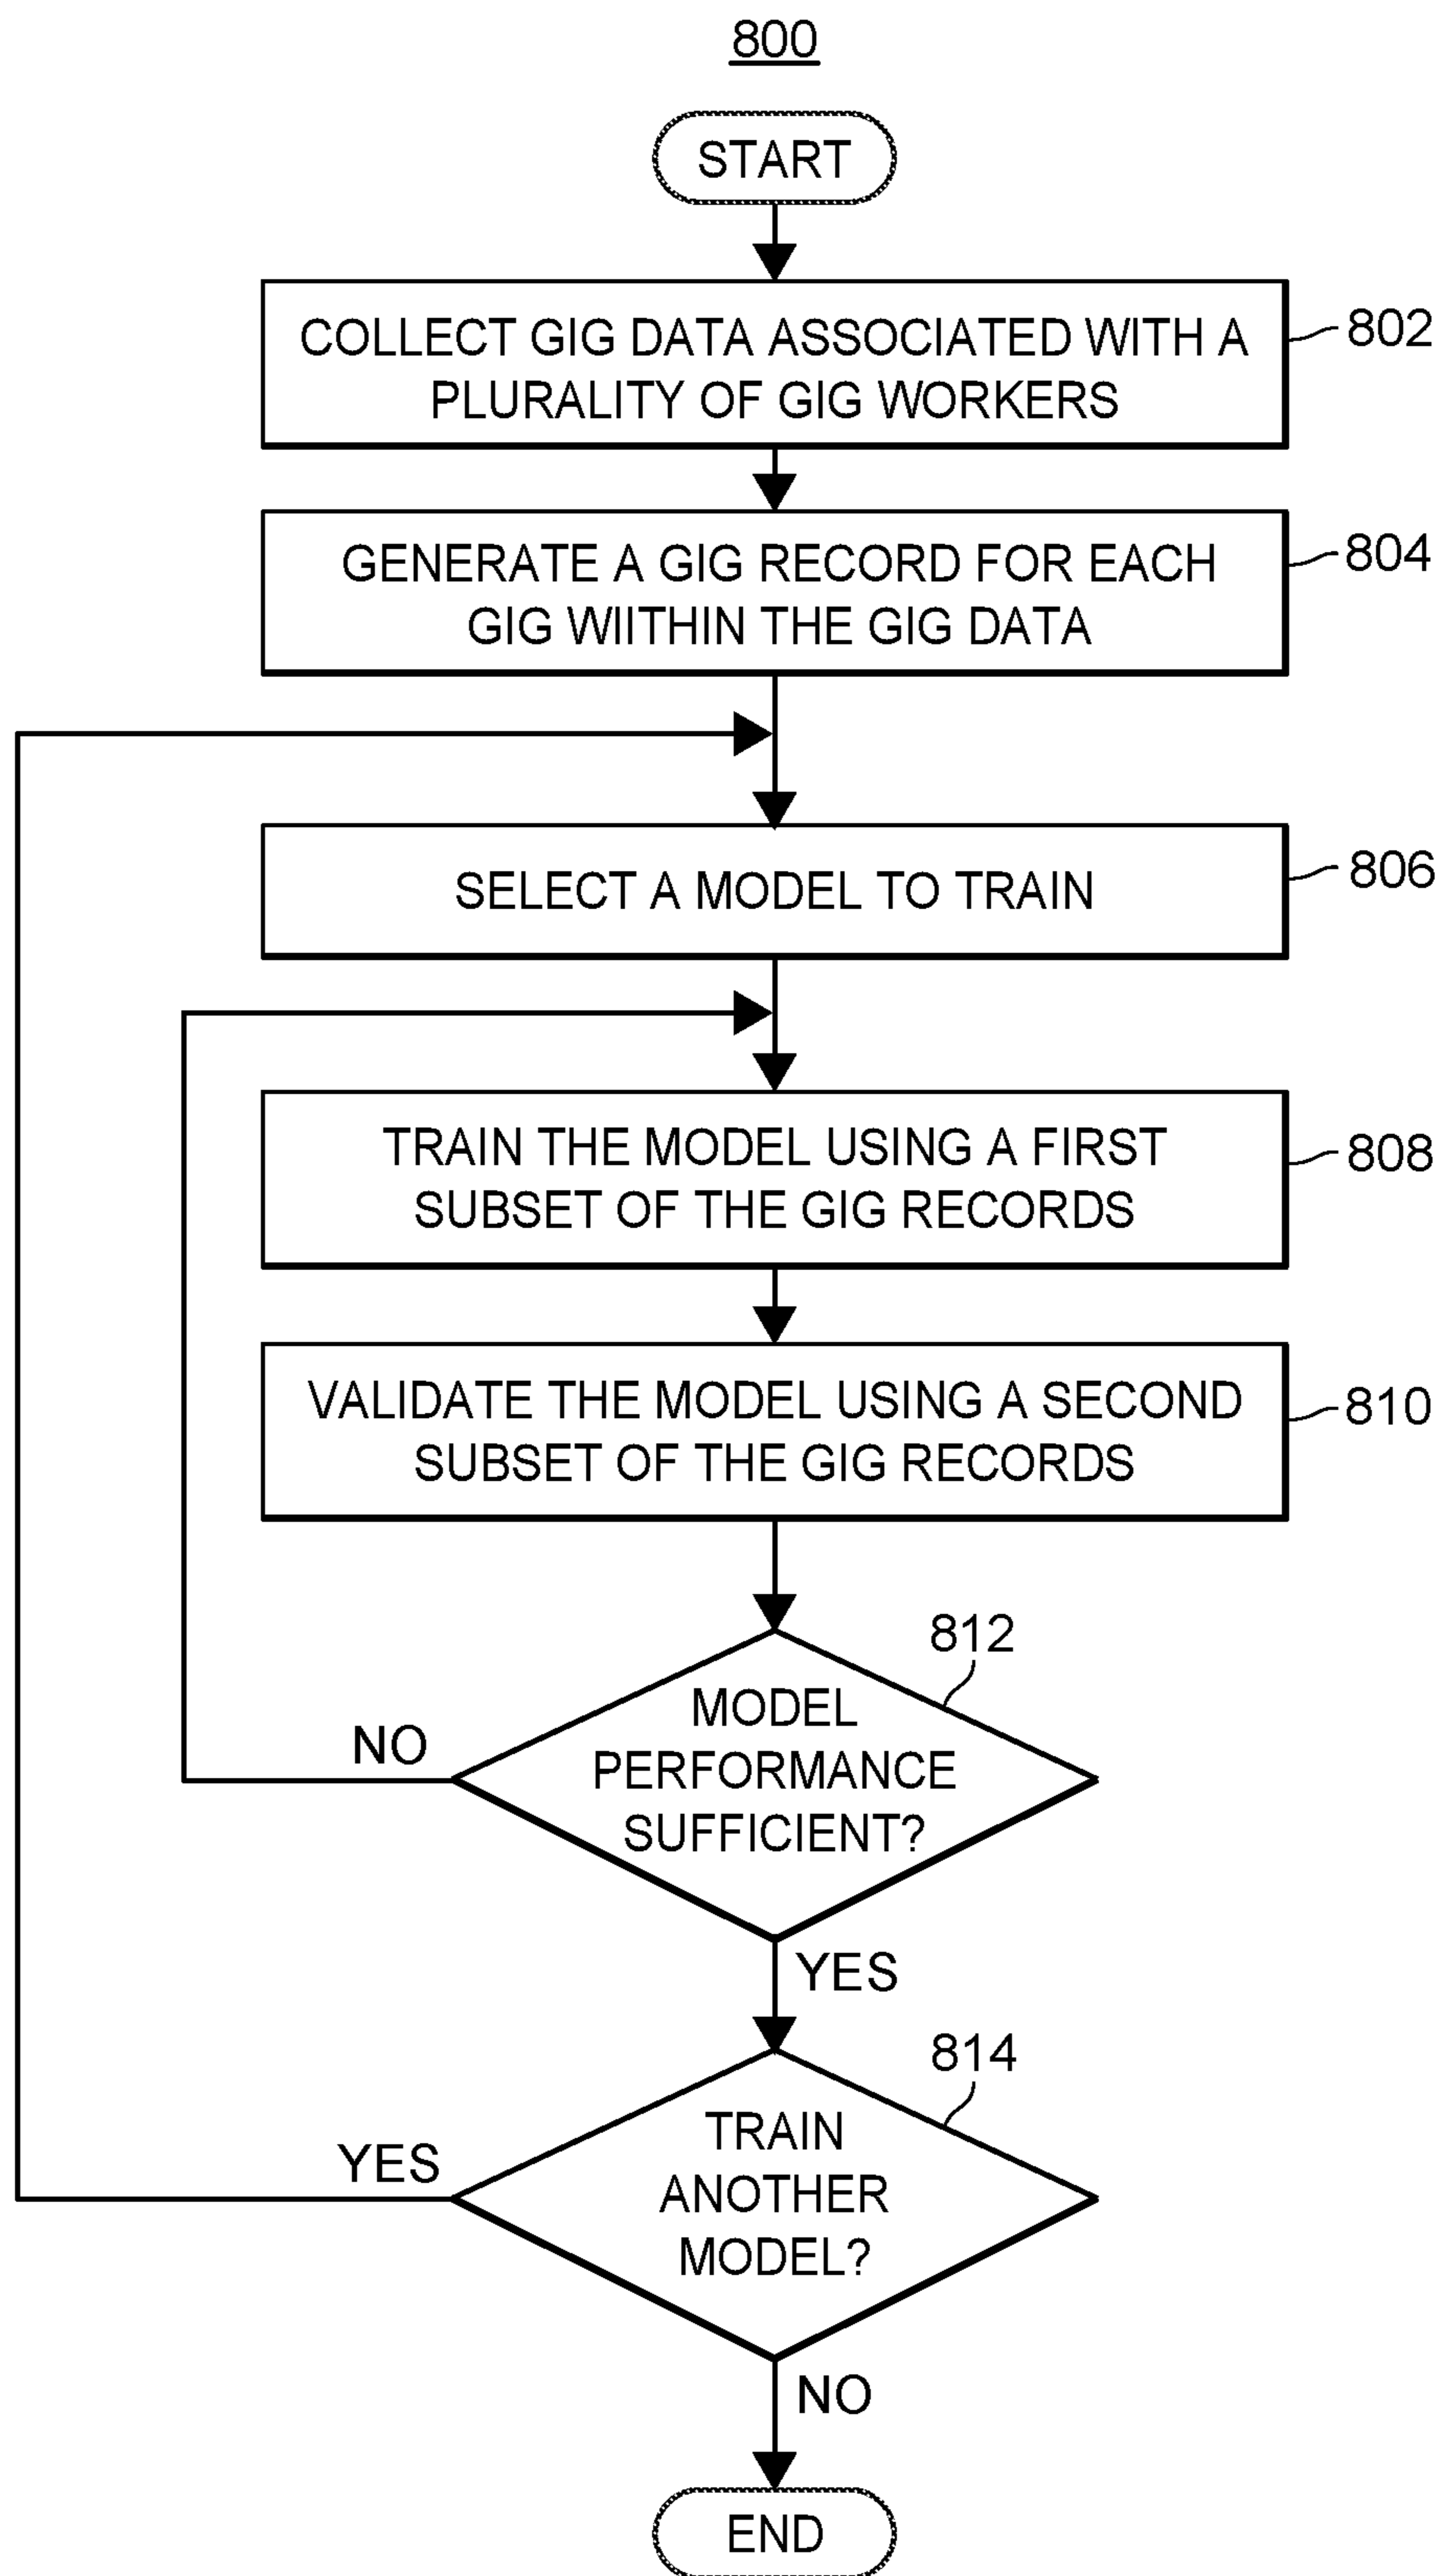 800
START
COLLECT GIG DATA ASSOCIATED WITH A
PLURALITY OF GIG WORKERS
802
GENERATE A GIG RECORD FOR EACH
GIG WIITHIN THE GIG DATA
804
SELECT A MODEL TO TRAIN
806
TRAIN THE MODEL USING A FIRST
SUBSET OF THE GIG RECORDS
808
VALIDATE THE MODEL USING A SECOND
SUBSET OF THE GIG RECORDS
810
812
MODEL
PERFORMANCE
SUFFICIENT?
NO
YES
814
TRAIN
ANOTHER
MODEL?
YES
NO
END